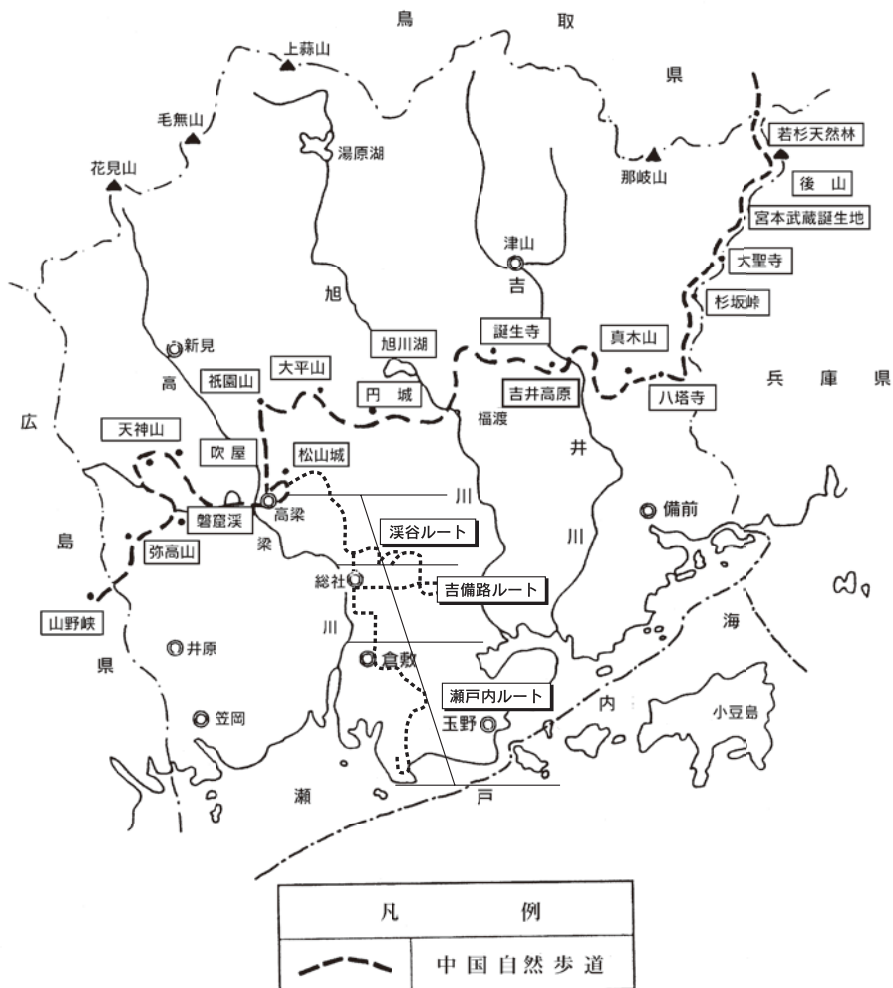 鳥取県
上蒜山
毛無山
湯原湖
花見山
那岐山
若杉天然林
後山
宮本武蔵誕生地
大聖寺
杉坂峠
津山
吉井川
旭川
旭川湖
誕生寺
真木山
新見
高梁川
祇園山
大平山
円城
吉井高原
八塔寺
兵庫県
福渡
広島県
天神山
吹屋
松山城
磐窟渓
高梁
渓谷ルート
備前
弥高山
総社
吉備路ルート
山野峡
井原
倉敷
瀬戸内ルート
笠岡
玉野
小豆島
瀬戸内海
凡例
中国自然歩道